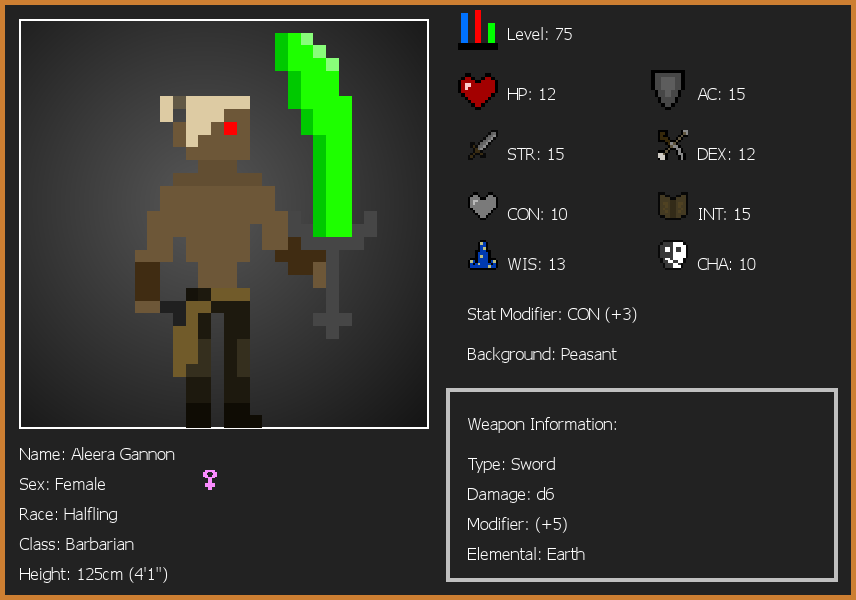 Level: 75
HP: 12
AC: 15
STR: 15
DEX: 12
CON: 10
INT: 15
WIS: 13
CHA: 10
Stat Modifier: CON (+3)
Background: Peasant
Weapon Information:
Type: Sword
Damage: d6
Modifier: (+5)
Elemental: Earth
Name: Aleera Gannon
Sex: Female
Race: Halfling
Class: Barbarian
Height: 125cm (4'1")